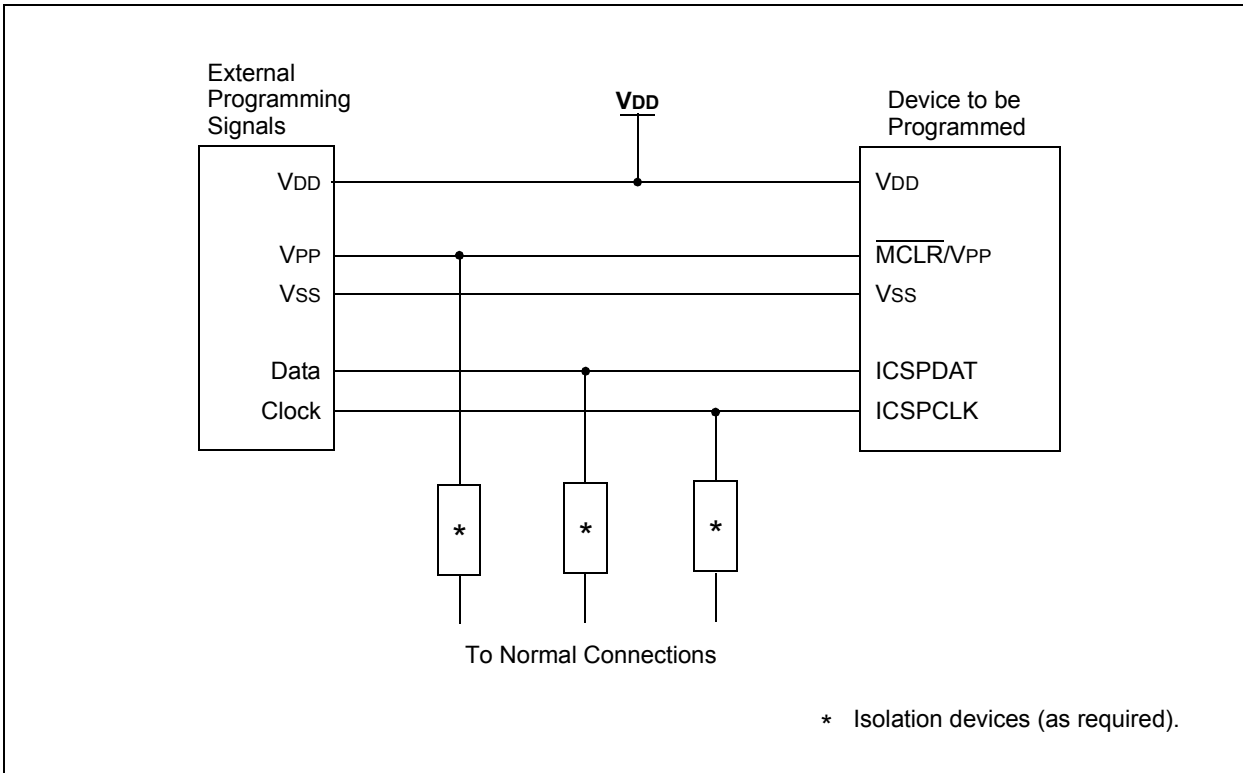 External
Programming
Signals
VDD
Device to be
Programmed
VDD
VDD
VPP
MCLR/VPP
VSS
VSS
Data
ICSPDAT
Clock
ICSPCLK
* * *
To Normal Connections
* Isolation devices (as required).